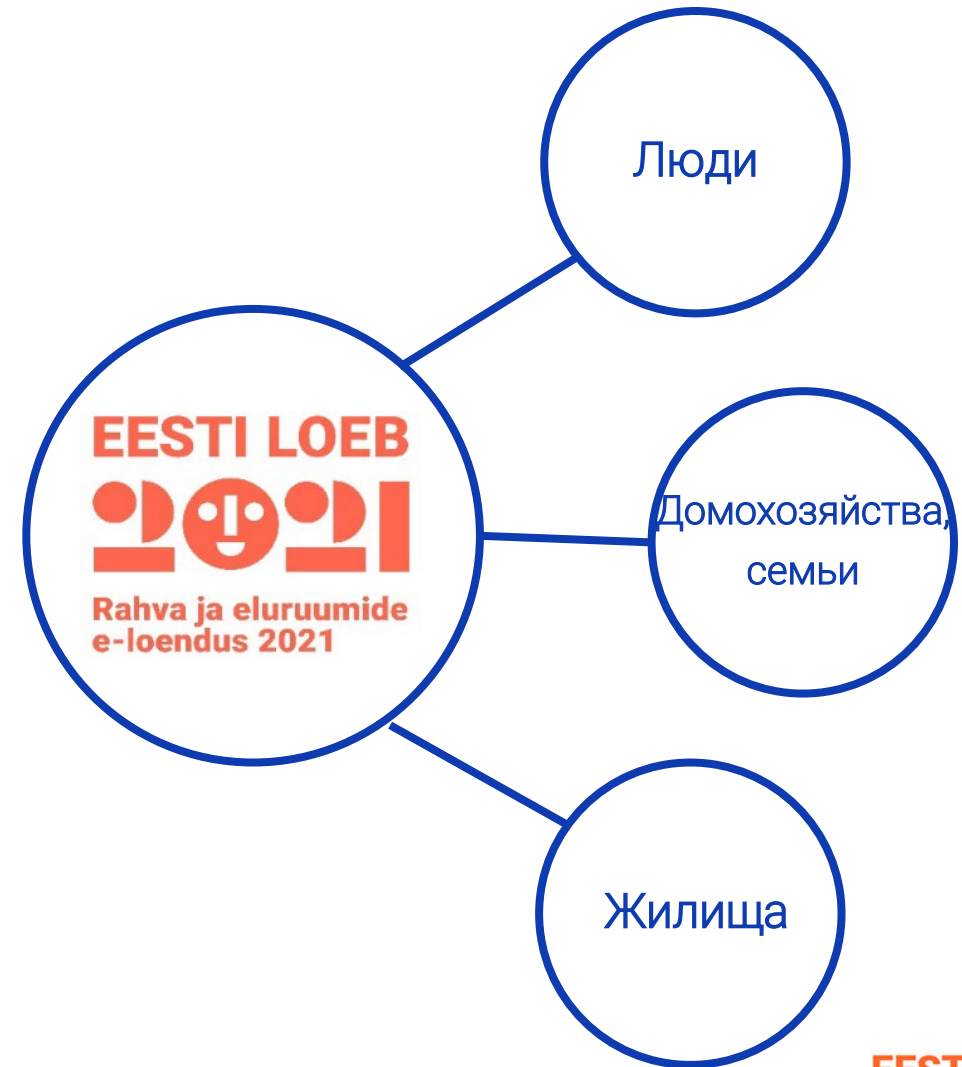 Люди
EESTI LOEB
2021
Rahva ja eluruumide
e-loendus 2021
Домохозяйства,
семьи
Жилища